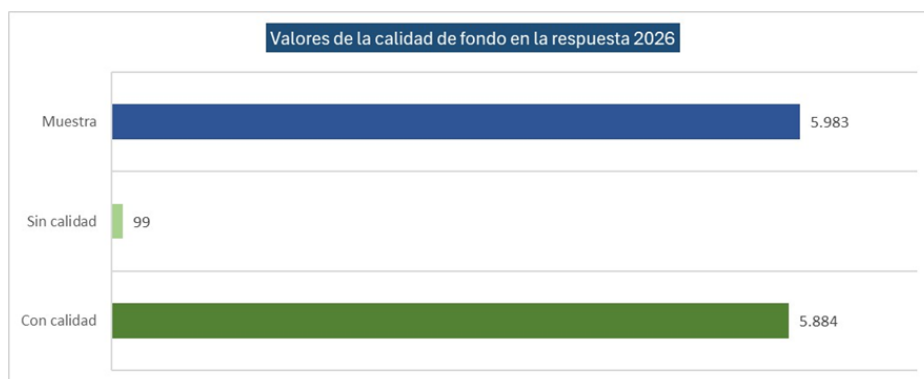 Valores de la calidad de fondo en la respuesta 2026
Muestra 5.983
Sin calidad 99
Con calidad 5.884